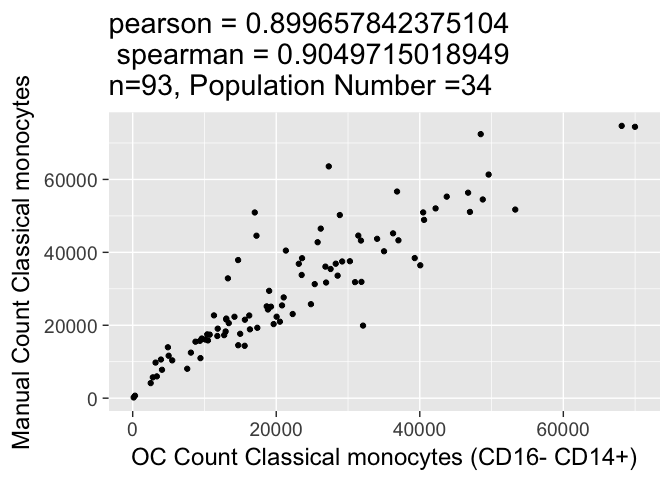 pearson = 0.899657842375104
spearman = 0.9049715018949
n=93, Population Number =34
Manual Count Classical monocytes
60000
40000
20000
0
0 20000 40000 60000
OC Count Classical monocytes (CD16- CD14+)